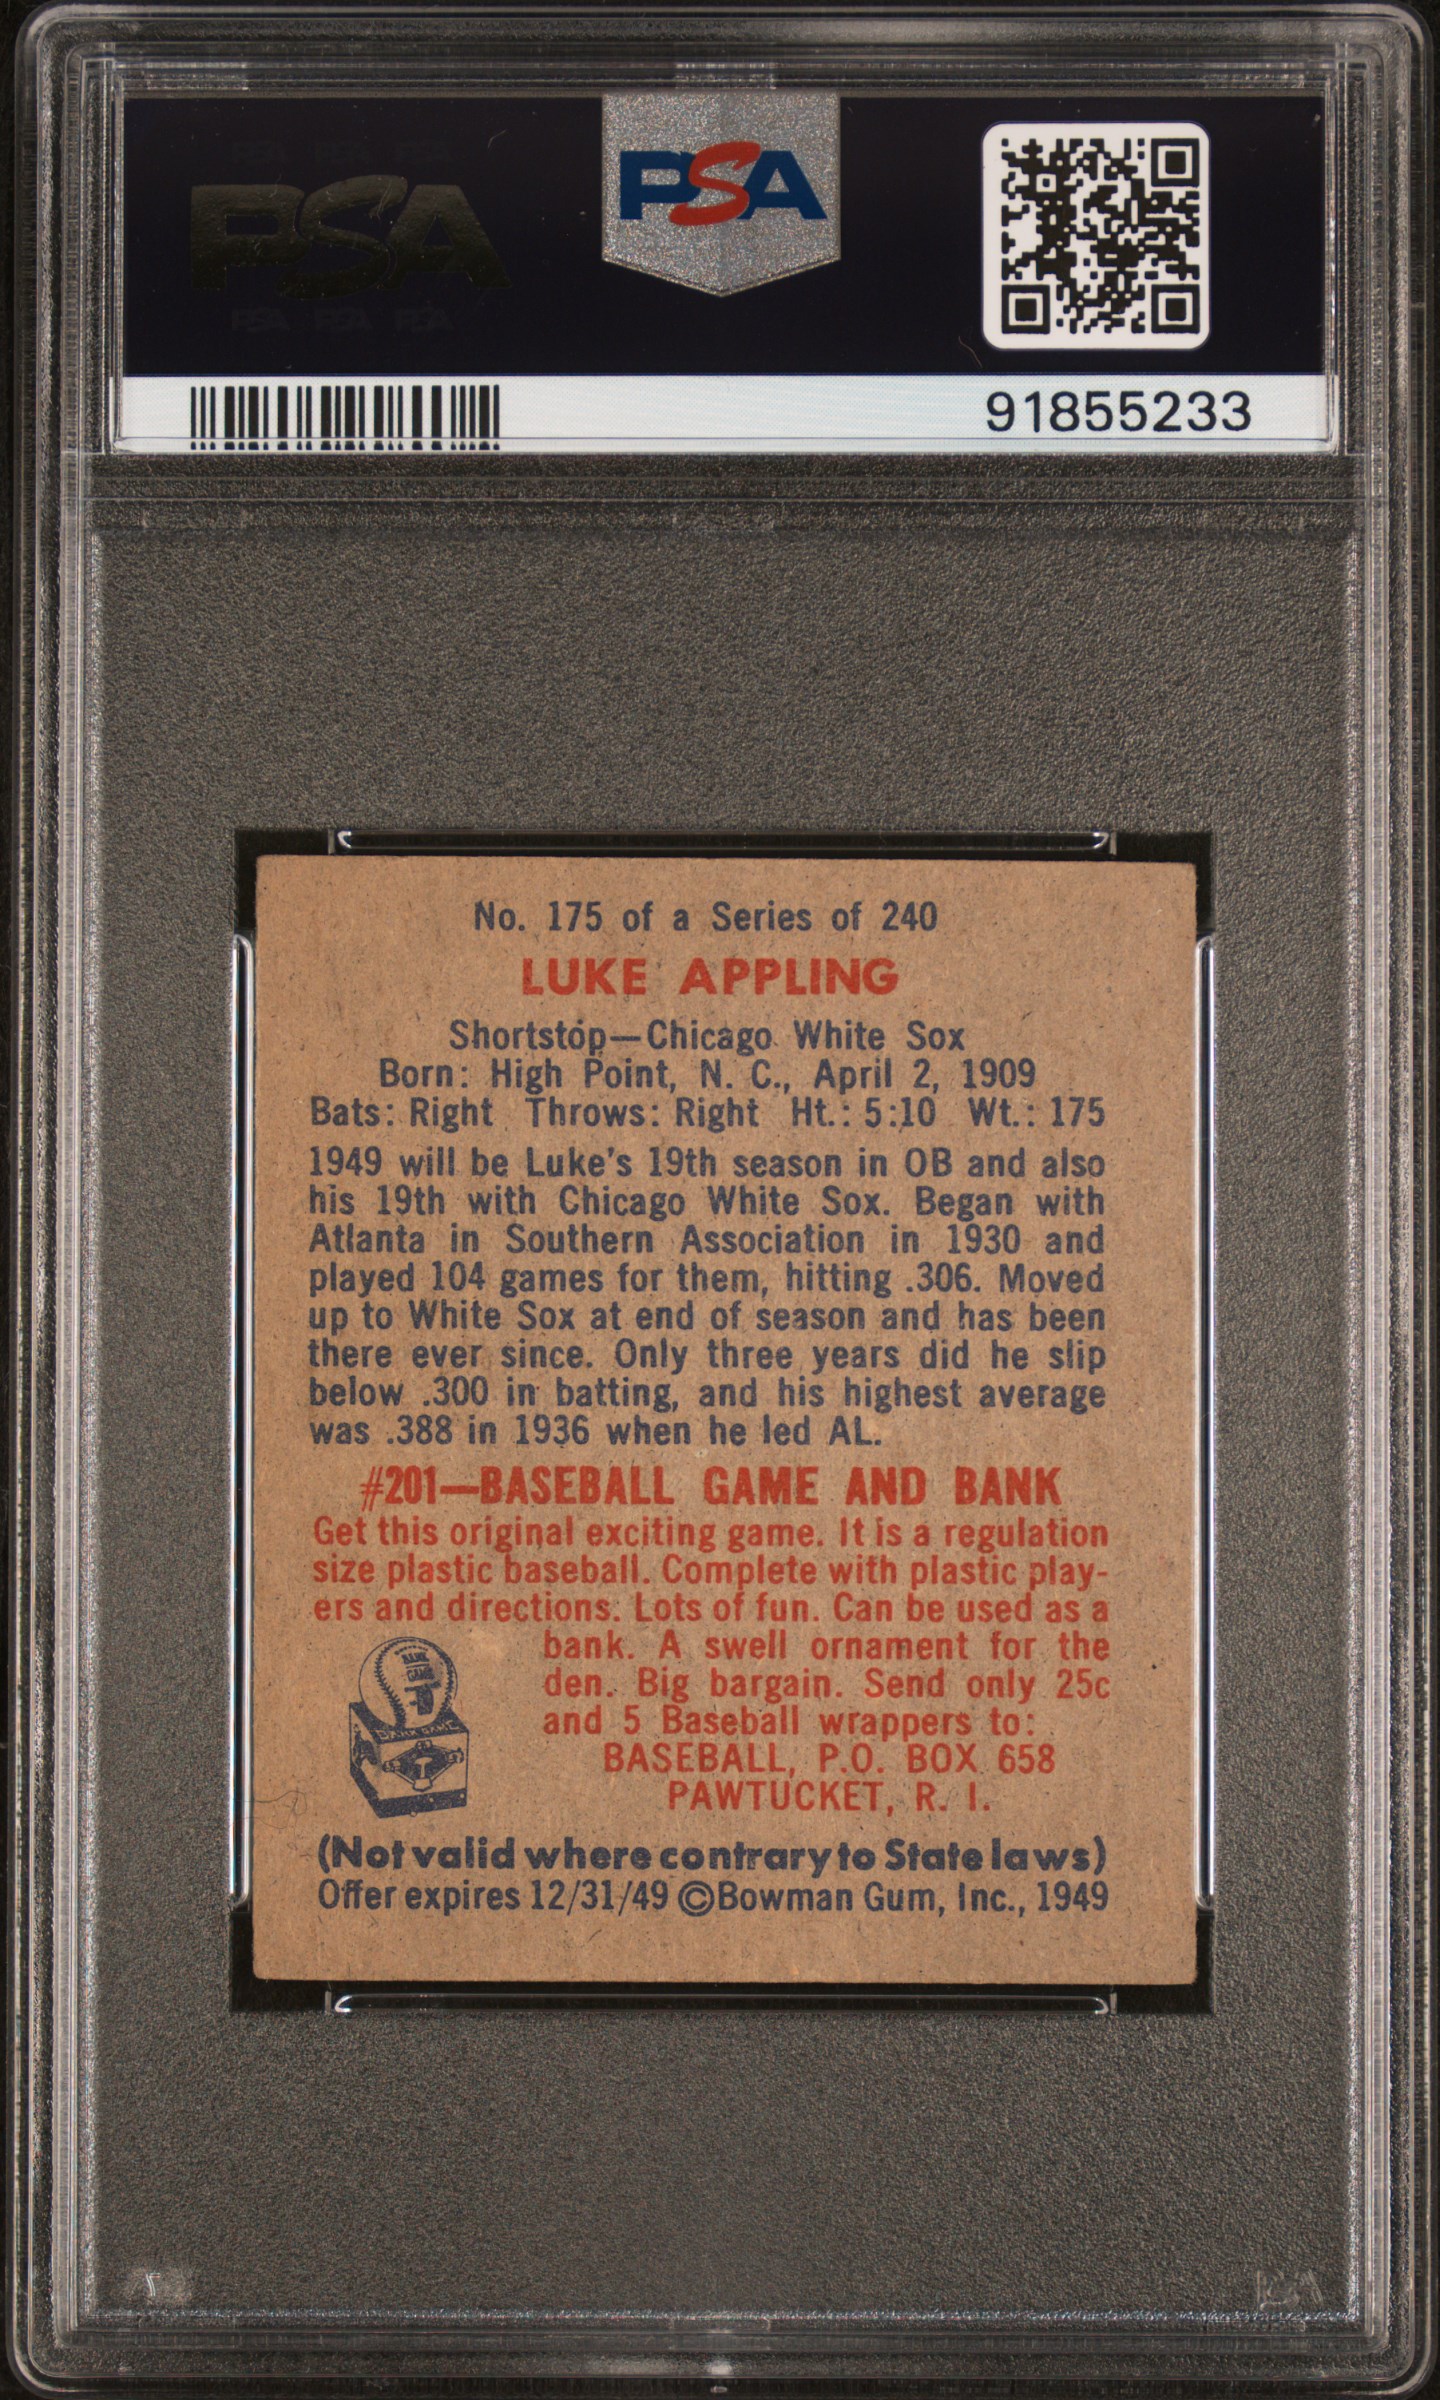 PSA
PSA
91855233
No. 175 of a Series of 240
LUKE APPLING
Shortstop—Chicago White Sox
Born: High Point, N. C., April 2, 1909
Bats: Right Throws: Right Ht.: 5:10 Wt.: 175
1949 will be Luke's 19th season in OB and also
his 19th with Chicago White Sox. Began with
Atlanta in Southern Association in 1930 and
played 104 games for them, hitting .306. Moved
up to White Sox at end of season and has been
there ever since. Only three years did he slip
below .300 in batting, and his highest average
was .388 in 1936 when he led AL.
#201—BASEBALL GAME AND BANK
Get this original exciting game. It is a regulation
size plastic baseball. Complete with plastic play-
ers and directions. Lots of fun. Can be used as a
bank. A swell ornament for the
den. Big bargain. Send only 25c
and 5 Baseball wrappers to:
BASEBALL, P.O. BOX 658
PAWTUCKET, R. I.
BANK
GAME
BANK GAME
(Not valid where contrary to State laws)
Offer expires 12/31/49 ©Bowman Gum, Inc., 1949